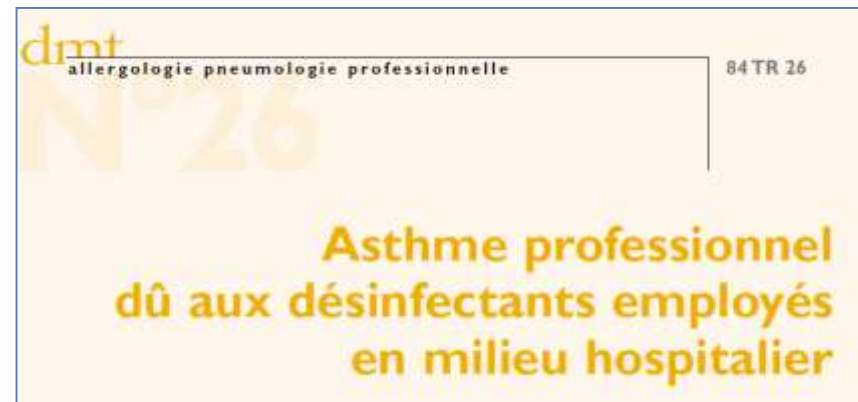 dmt
allergologie pneumologie professionnelle
84 TR 26
N°26
Asthme professionnel
dû aux désinfectants employés
en milieu hospitalier